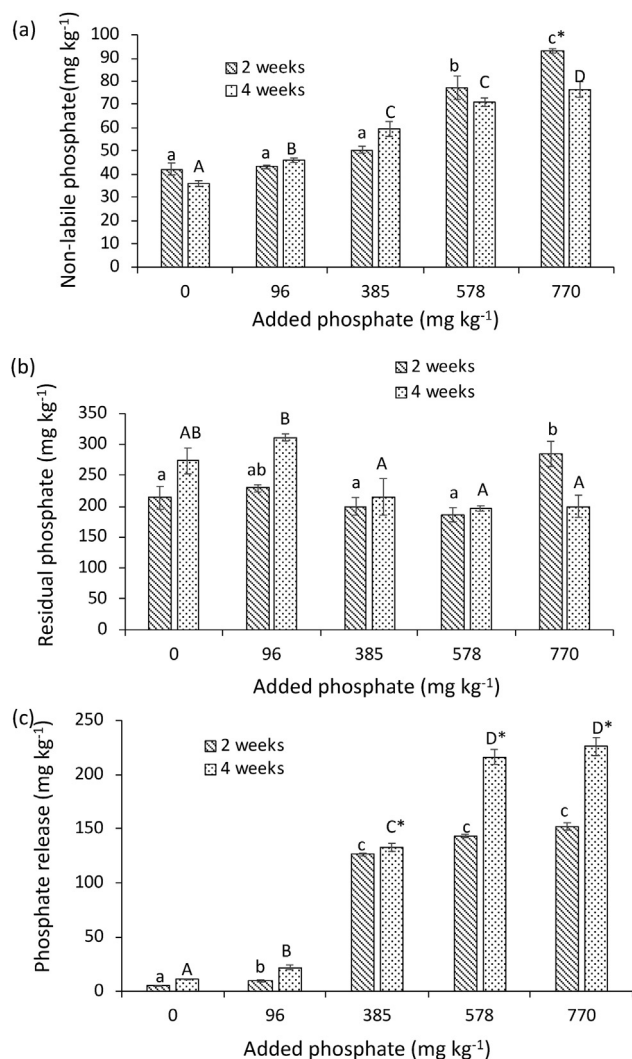 (a)
Non-labile phosphate(mg kg⁻¹)
100
90
80
70
60
50
40
30
20
10
0
2 weeks
4 weeks
a A a B a C b C c* D
0 96 385 578 770
Added phosphate (mg kg⁻¹)
(b)
Residual phosphate (mg kg⁻¹)
2 weeks
4 weeks
350
300
250
200
150
100
50
0
a AB ab B a A a A b A
0 96 385 578 770
Added phosphate (mg kg⁻¹)
(c)
Phosphate release (mg kg⁻¹)
250
200
150
100
50
0
2 weeks
4 weeks
a A b B c C* c D* c D*
0 96 385 578 770
Added phosphate (mg kg⁻¹)